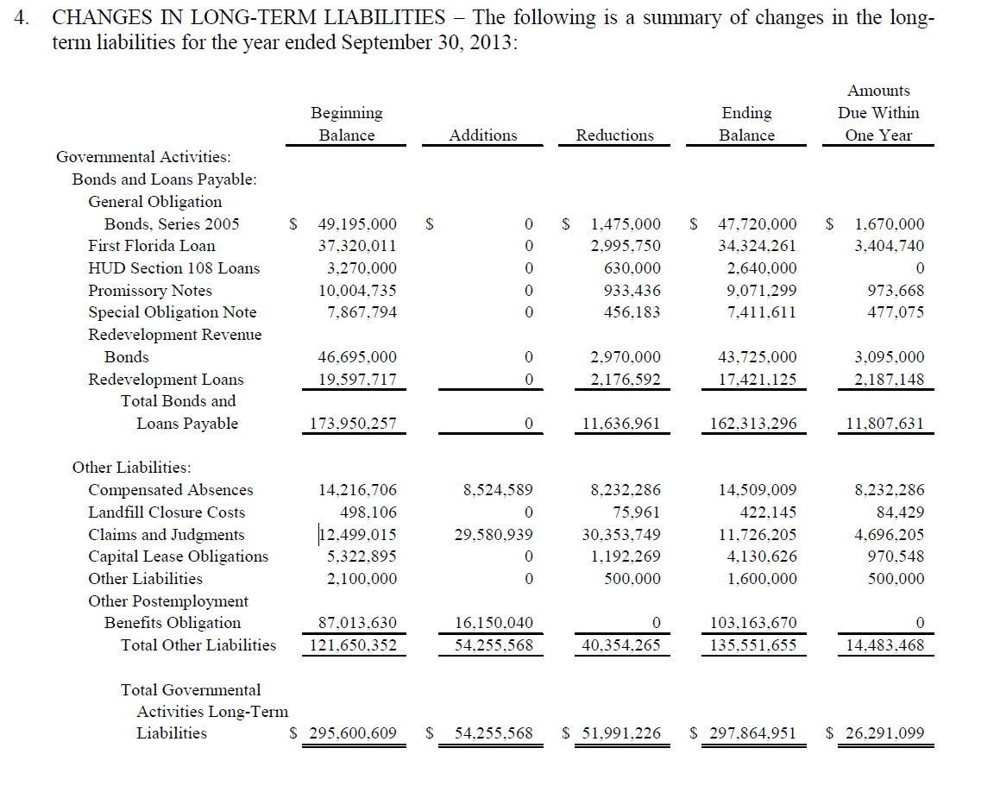 4. CHANGES IN LONG-TERM LIABILITIES – The following is a summary of changes in the long-
term liabilities for the year ended September 30, 2013:
Amounts
Beginning Ending Due Within
Balance Additions Reductions Balance One Year
Governmental Activities:
Bonds and Loans Payable:
General Obligation
Bonds, Series 2005 $ 49,195,000 $ 0 $ 1,475,000 $ 47,720,000 $ 1,670,000
First Florida Loan 37,320,011 0 2,995,750 34,324,261 3,404,740
HUD Section 108 Loans 3,270,000 0 630,000 2,640,000 0
Promissory Notes 10,004,735 0 933,436 9,071,299 973,668
Special Obligation Note 7,867,794 0 456,183 7,411,611 477,075
Redevelopment Revenue
Bonds 46,695,000 0 2,970,000 43,725,000 3,095,000
Redevelopment Loans 19,597,717 0 2,176,592 17,421,125 2,187,148
Total Bonds and
Loans Payable 173,950,257 0 11,636,961 162,313,296 11,807,631
Other Liabilities:
Compensated Absences 14,216,706 8,524,589 8,232,286 14,509,009 8,232,286
Landfill Closure Costs 498,106 0 75,961 422,145 84,429
Claims and Judgments 12,499,015 29,580,939 30,353,749 11,726,205 4,696,205
Capital Lease Obligations 5,322,895 0 1,192,269 4,130,626 970,548
Other Liabilities 2,100,000 0 500,000 1,600,000 500,000
Other Postemployment
Benefits Obligation 87,013,630 16,150,040 0 103,163,670 0
Total Other Liabilities 121,650,352 54,255,568 40,354,265 135,551,655 14,483,468
Total Governmental
Activities Long-Term
Liabilities $ 295,600,609 $ 54,255,568 $ 51,991,226 $ 297,864,951 $ 26,291,099